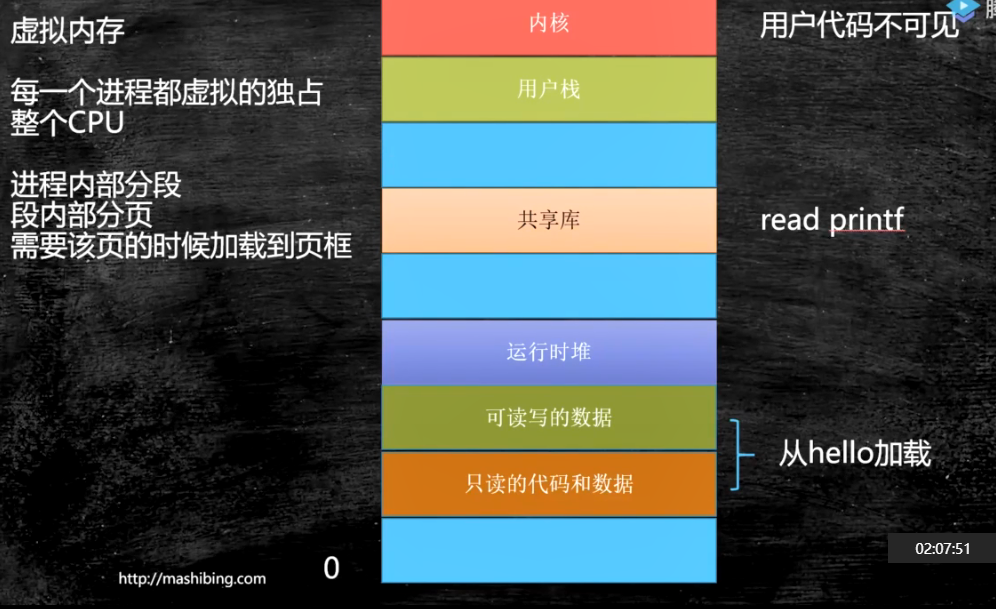 虚拟内存
每一个进程都虚拟的独占
整个CPU
进程内部分段
段内部分页
需要该页的时候加载到页框
内核
用户栈
共享库
运行时堆
可读写的数据
只读的代码和数据
用户代码不可见
read printf
从hello加载
0
http://mashibing.com
02:07:51